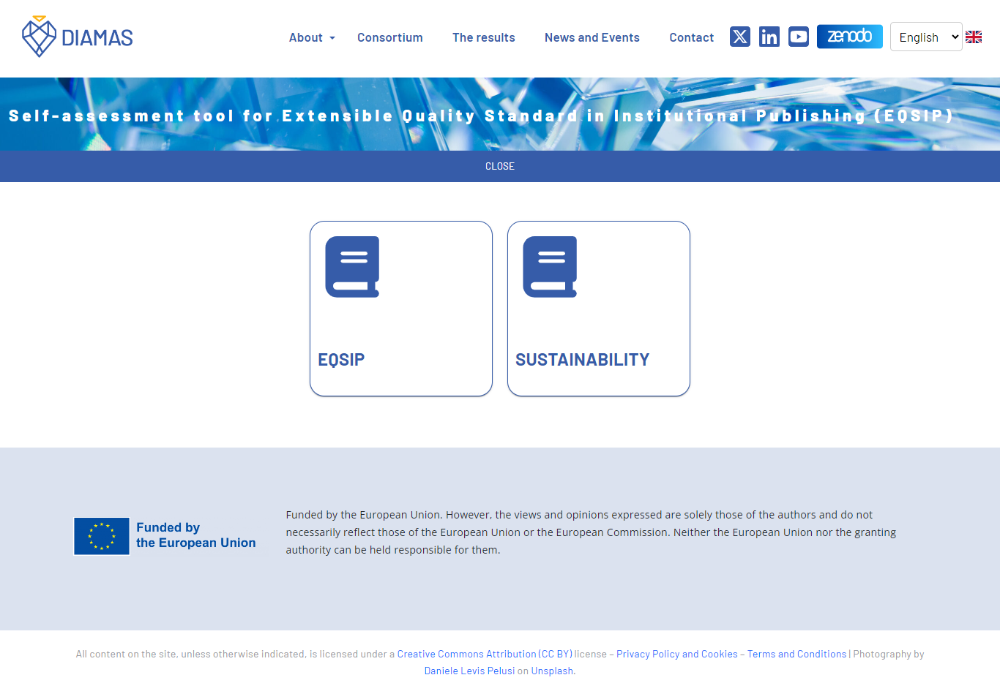 DIAMAS
About
Consortium
The results
News and Events
Contact
zenodo
English
Self-assessment tool for Extensible Quality Standard in Institutional Publishing (EQSIP)
CLOSE
EQSIP
SUSTAINABILITY
Funded by
the European Union
Funded by the European Union. However, the views and opinions expressed are solely those of the authors and do not
necessarily reflect those of the European Union or the European Commission. Neither the European Union nor the granting
authority can be held responsible for them.
All content on the site, unless otherwise indicated, is licensed under a Creative Commons Attribution (CC BY) license – Privacy Policy and Cookies – Terms and Conditions | Photography by
Daniele Levis Pelusi on Unsplash.